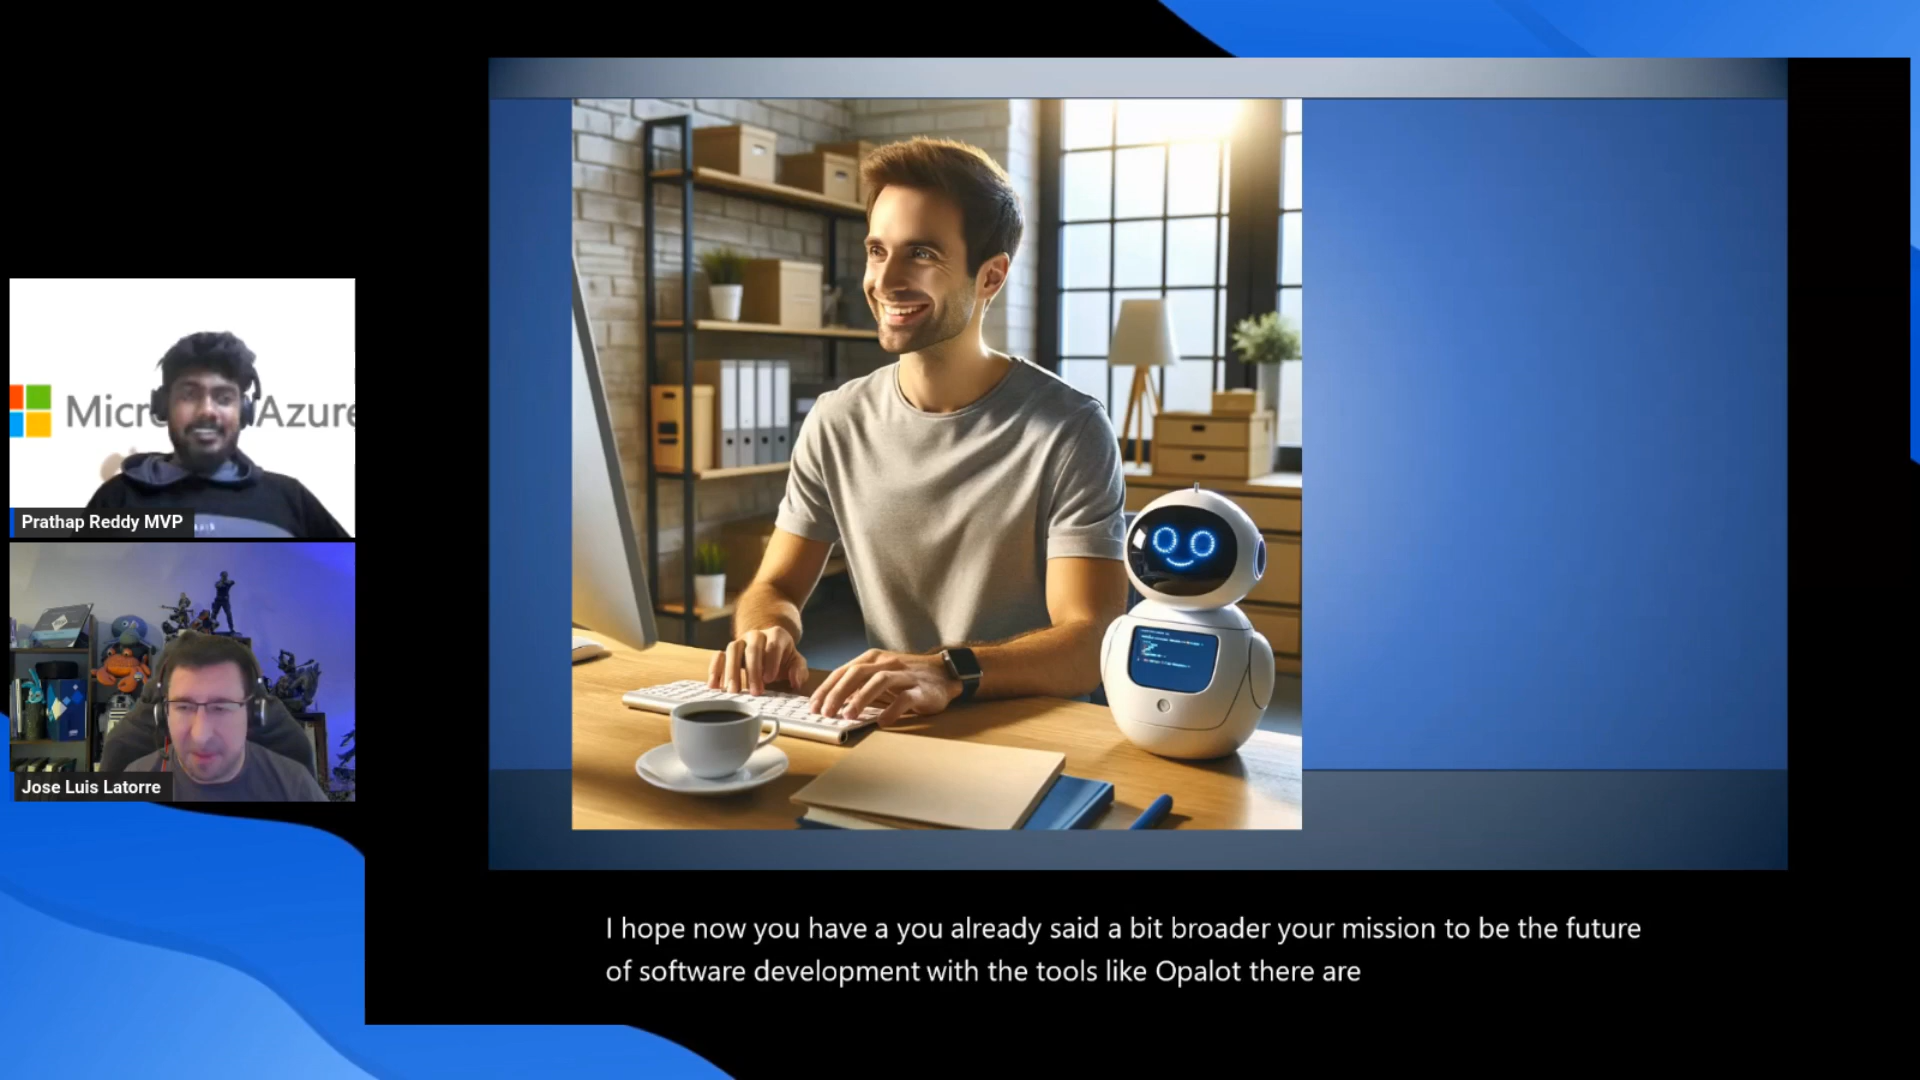 Micr Azure
Prathap Reddy MVP
Jose Luis Latorre
I hope now you have a you already said a bit broader your mission to be the future
of software development with the tools like Opalot there are